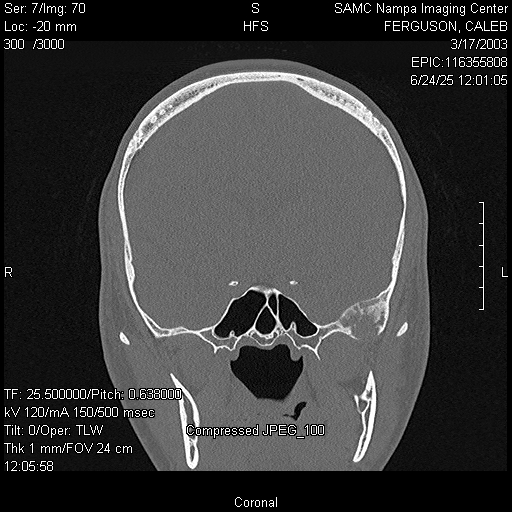 Ser: 7/Img: 70
Loc: -20 mm
300 /3000
S
HFS
SAMC Nampa Imaging Center
FERGUSON, CALEB
3/17/2003
EPIC:116355808
6/24/25 12:01:05
R
L
TF: 25.500000/Pitch: 0.638000
kV 120/mA 150/500 msec
Tilt: 0/Oper: TLW
Thk 1 mm/FOV 24 cm
12:05:58
Compressed JPEG_100
Coronal